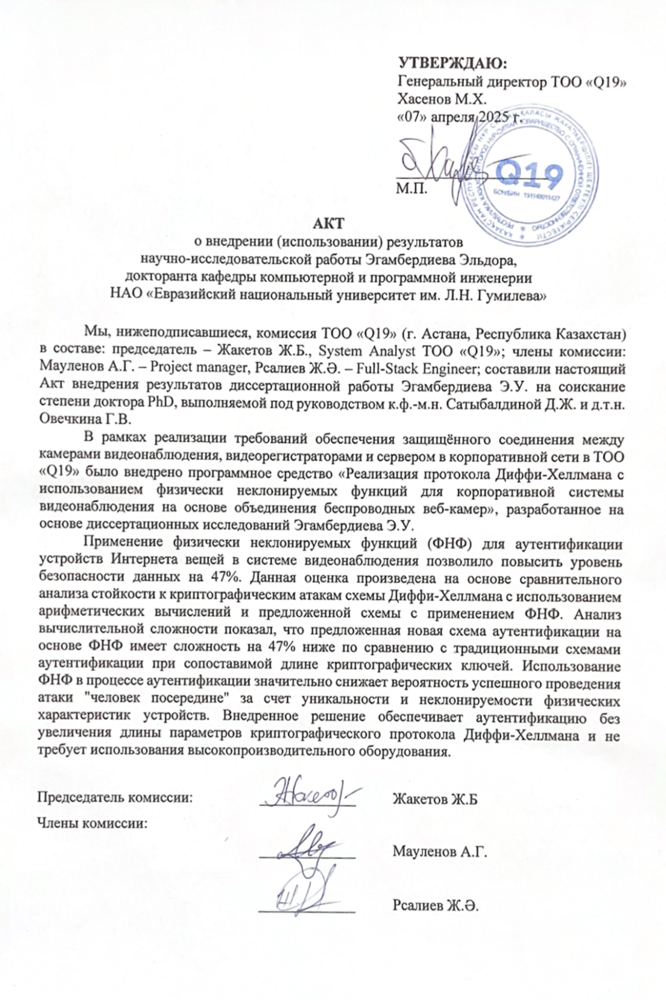 УТВЕРЖДАЮ:
Генеральный директор ТОО «Q19»
Хасенов М.Х.
«07» апреля 2025 г.
Q19
М.П.
АКТ
о внедрении (использовании) результатов
научно-исследовательской работы Эгамбердиева Эльдора,
докторанта кафедры компьютерной и программной инженерии
НАО «Евразийский национальный университет им. Л.Н. Гумилева»
Мы, нижеподписавшиеся, комиссия ТОО «Q19» (г. Астана, Республика Казахстан)
в составе: председатель – Жакетов Ж.Б., System Analyst ТОО «Q19»; члены комиссии:
Мауленов А.Г. – Project manager, Рсалиев Ж.Ә. – Full-Stack Engineer; составили настоящий
Акт внедрения результатов диссертационной работы Эгамбердиева Э.У. на соискание
степени доктора PhD, выполняемой под руководством к.ф.-м.н. Сатыбалдиной Д.Ж. и д.т.н.
Овечкина Г.В.
В рамках реализации требований обеспечения защищённого соединения между
камерами видеонаблюдения, видеорегистраторами и сервером в корпоративной сети в ТОО
«Q19» было внедрено программное средство «Реализация протокола Диффи-Хеллмана с
использованием физически неклонируемых функций для корпоративной системы
видеонаблюдения на основе объединения беспроводных веб-камер», разработанное на
основе диссертационных исследований Эгамбердиева Э.У.
Применение физически неклонируемых функций (ФНФ) для аутентификации
устройств Интернета вещей в системе видеонаблюдения позволило повысить уровень
безопасности данных на 47%. Данная оценка произведена на основе сравнительного
анализа стойкости к криптографическим атакам схемы Диффи-Хеллмана с использованием
арифметических вычислений и предложенной схемы с применением ФНФ. Анализ
вычислительной сложности показал, что предложенная новая схема аутентификации на
основе ФНФ имеет сложность на 47% ниже по сравнению с традиционными схемами
аутентификации при сопоставимой длине криптографических ключей. Использование
ФНФ в процессе аутентификации значительно снижает вероятность успешного проведения
атаки "человек посередине" за счет уникальности и неклонируемости физических
характеристик устройств. Внедренное решение обеспечивает аутентификацию без
увеличения длины параметров криптографического протокола Диффи-Хеллмана и не
требует использования высокопроизводительного оборудования.
Председатель комиссии: Жакетов Ж.Б
Члены комиссии:
Мауленов А.Г.
Рсалиев Ж.Ә.